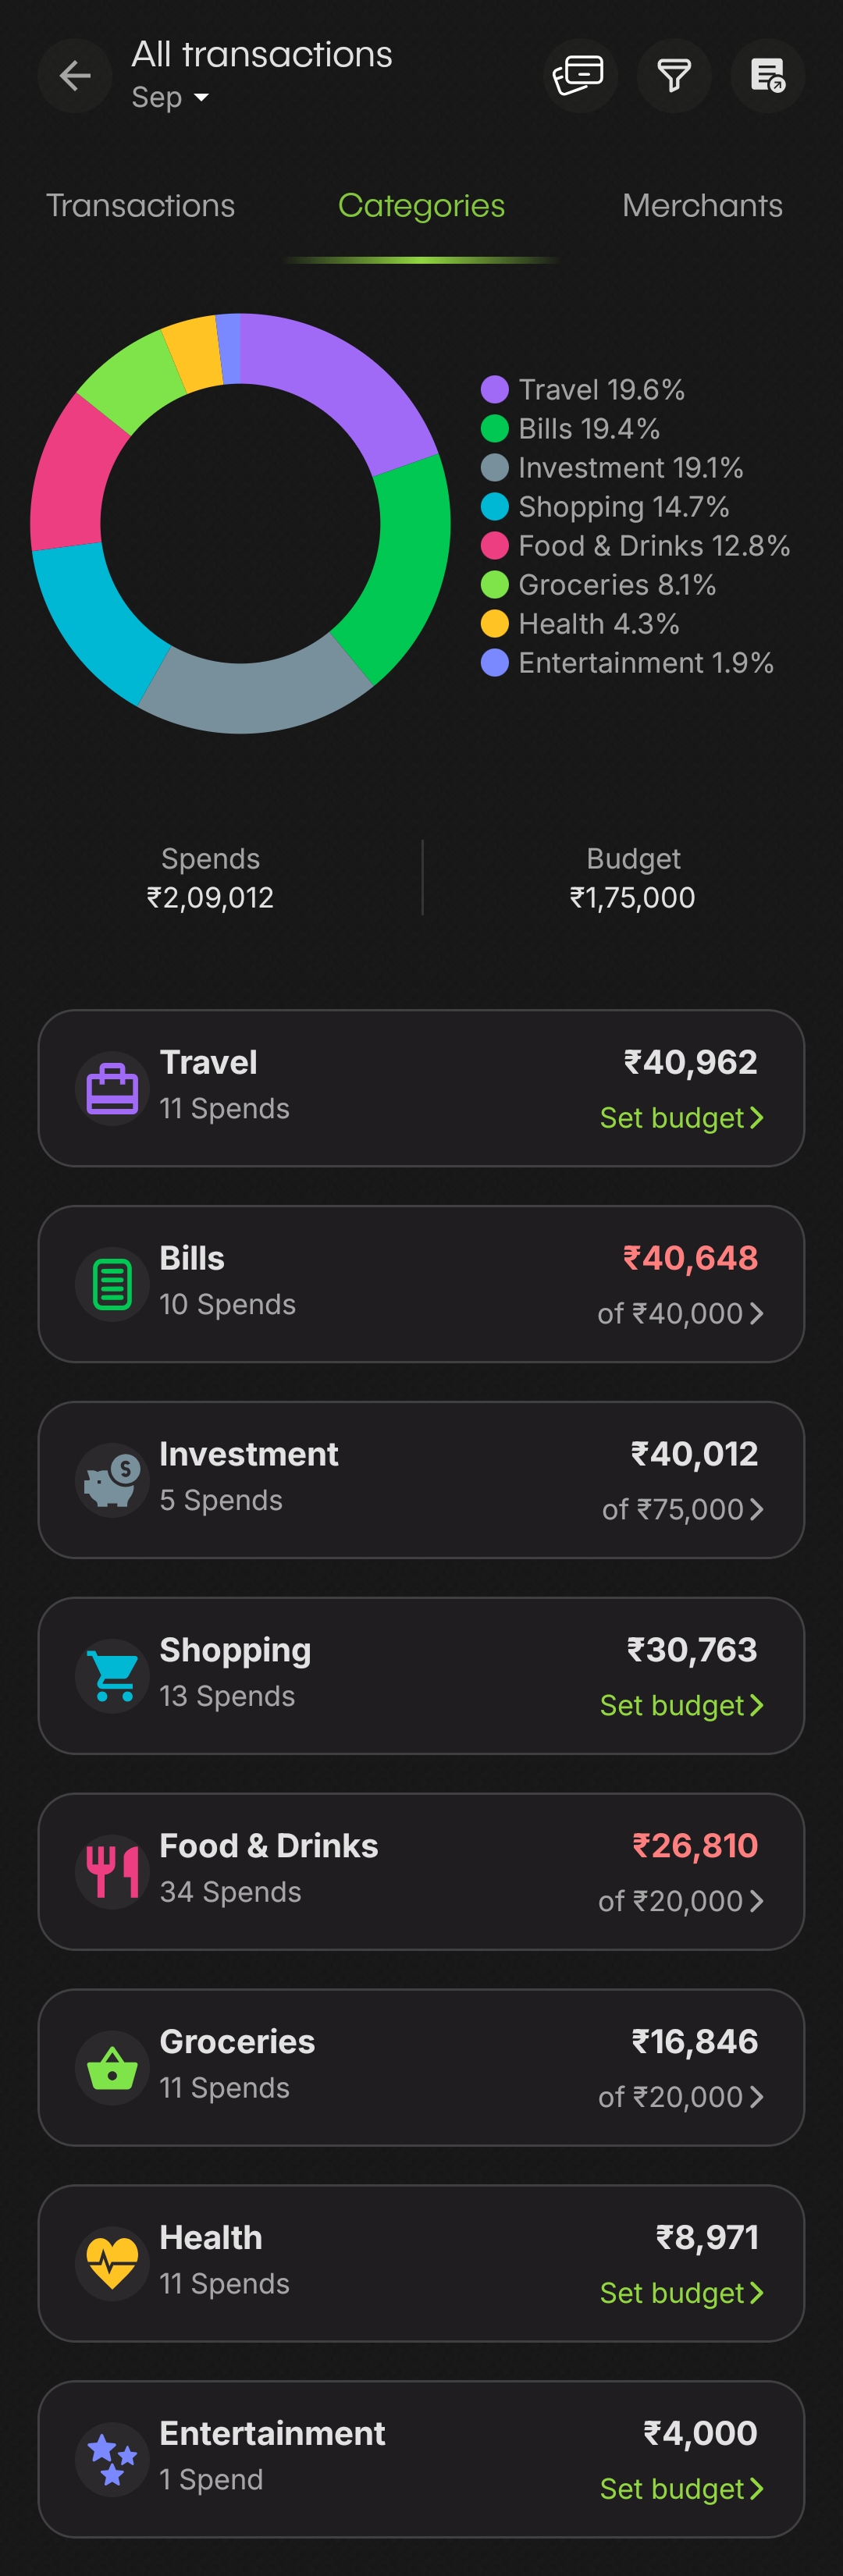 All transactions
Sep
Transactions Categories Merchants
Travel 19.6%
Bills 19.4%
Investment 19.1%
Shopping 14.7%
Food & Drinks 12.8%
Groceries 8.1%
Health 4.3%
Entertainment 1.9%
Spends Budget
₹2,09,012 ₹1,75,000
Travel ₹40,962
11 Spends Set budget
Bills ₹40,648
10 Spends of ₹40,000
Investment ₹40,012
5 Spends of ₹75,000
Shopping ₹30,763
13 Spends Set budget
Food & Drinks ₹26,810
34 Spends of ₹20,000
Groceries ₹16,846
11 Spends of ₹20,000
Health ₹8,971
11 Spends Set budget
Entertainment ₹4,000
1 Spend Set budget